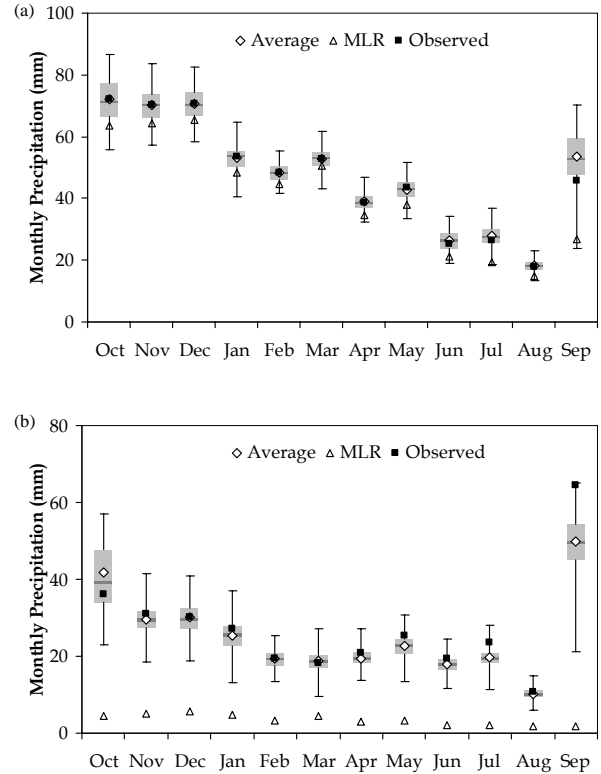 (a)
100
Average MLR Observed
80
60
40
20
0
Monthly Precipitation (mm)
Oct Nov Dec Jan Feb Mar Apr May Jun Jul Aug Sep
(b)
80
Average MLR Observed
60
40
20
0
Monthly Precipitation (mm)
Oct Nov Dec Jan Feb Mar Apr May Jun Jul Aug Sep